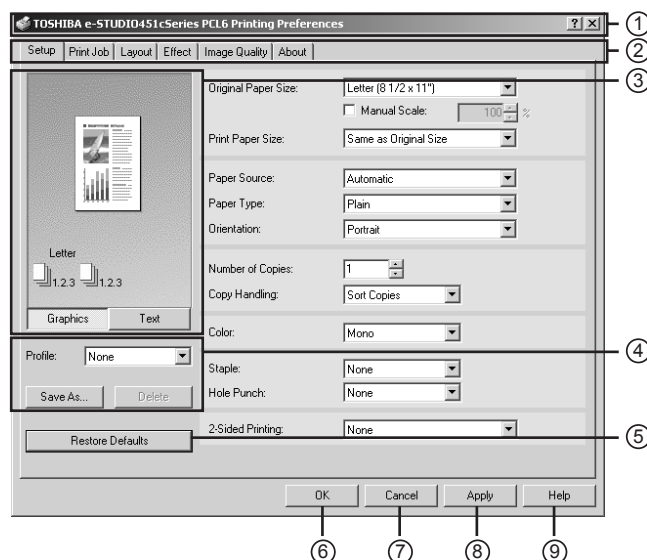 TOSHIBA e-STUDIO451cSeries PCL6 Printing Preferences ? × ①
Setup Print Job Layout Effect Image Quality About ②
③
Original Paper Size: Letter (8 1/2 x 11")
Manual Scale: 100 %
Print Paper Size: Same as Original Size
Paper Source: Automatic
Paper Type: Plain
Orientation: Portrait
Letter
1.2.3 1.2.3
Number of Copies: 1
Copy Handling: Sort Copies
Graphics Text
Color: Mono
Profile: None ④
Staple: None
Save As... Delete
Hole Punch: None
2-Sided Printing: None
Restore Defaults ⑤
OK Cancel Apply Help
⑥ ⑦ ⑧ ⑨